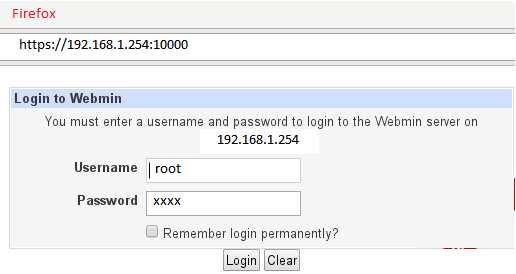 Firefox
https://192.168.1.254:10000
Login to Webmin
You must enter a username and password to login to the Webmin server on
192.168.1.254
Username root
Password xxxx
Remember login permanently?
Login Clear